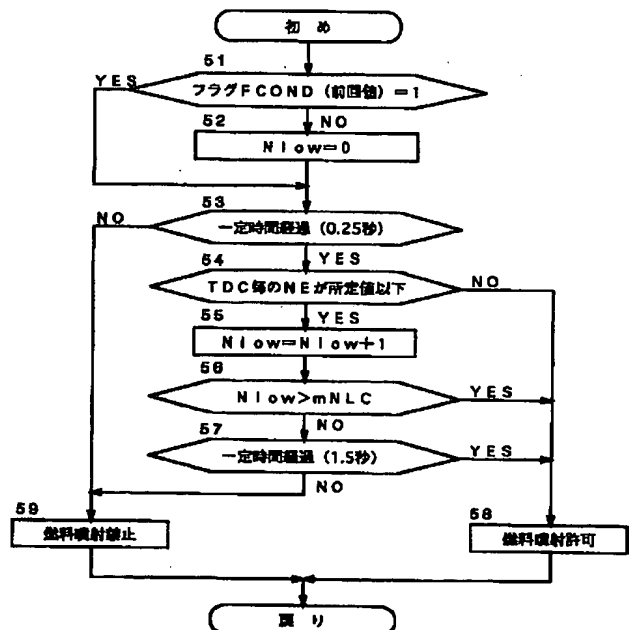 初め
51
YES
フラグFCOND（前回値）＝1
NO
52
Nlow＝0
53
NO
一定時間経過（0.25秒）
YES
54
TDC毎のNEが所定値以下
NO
YES
55
Nlow＝Nlow＋1
56
Nlow＞mNLC
YES
NO
57
一定時間経過（1.5秒）
YES
NO
59
燃料噴射禁止
58
燃料噴射許可
戻り